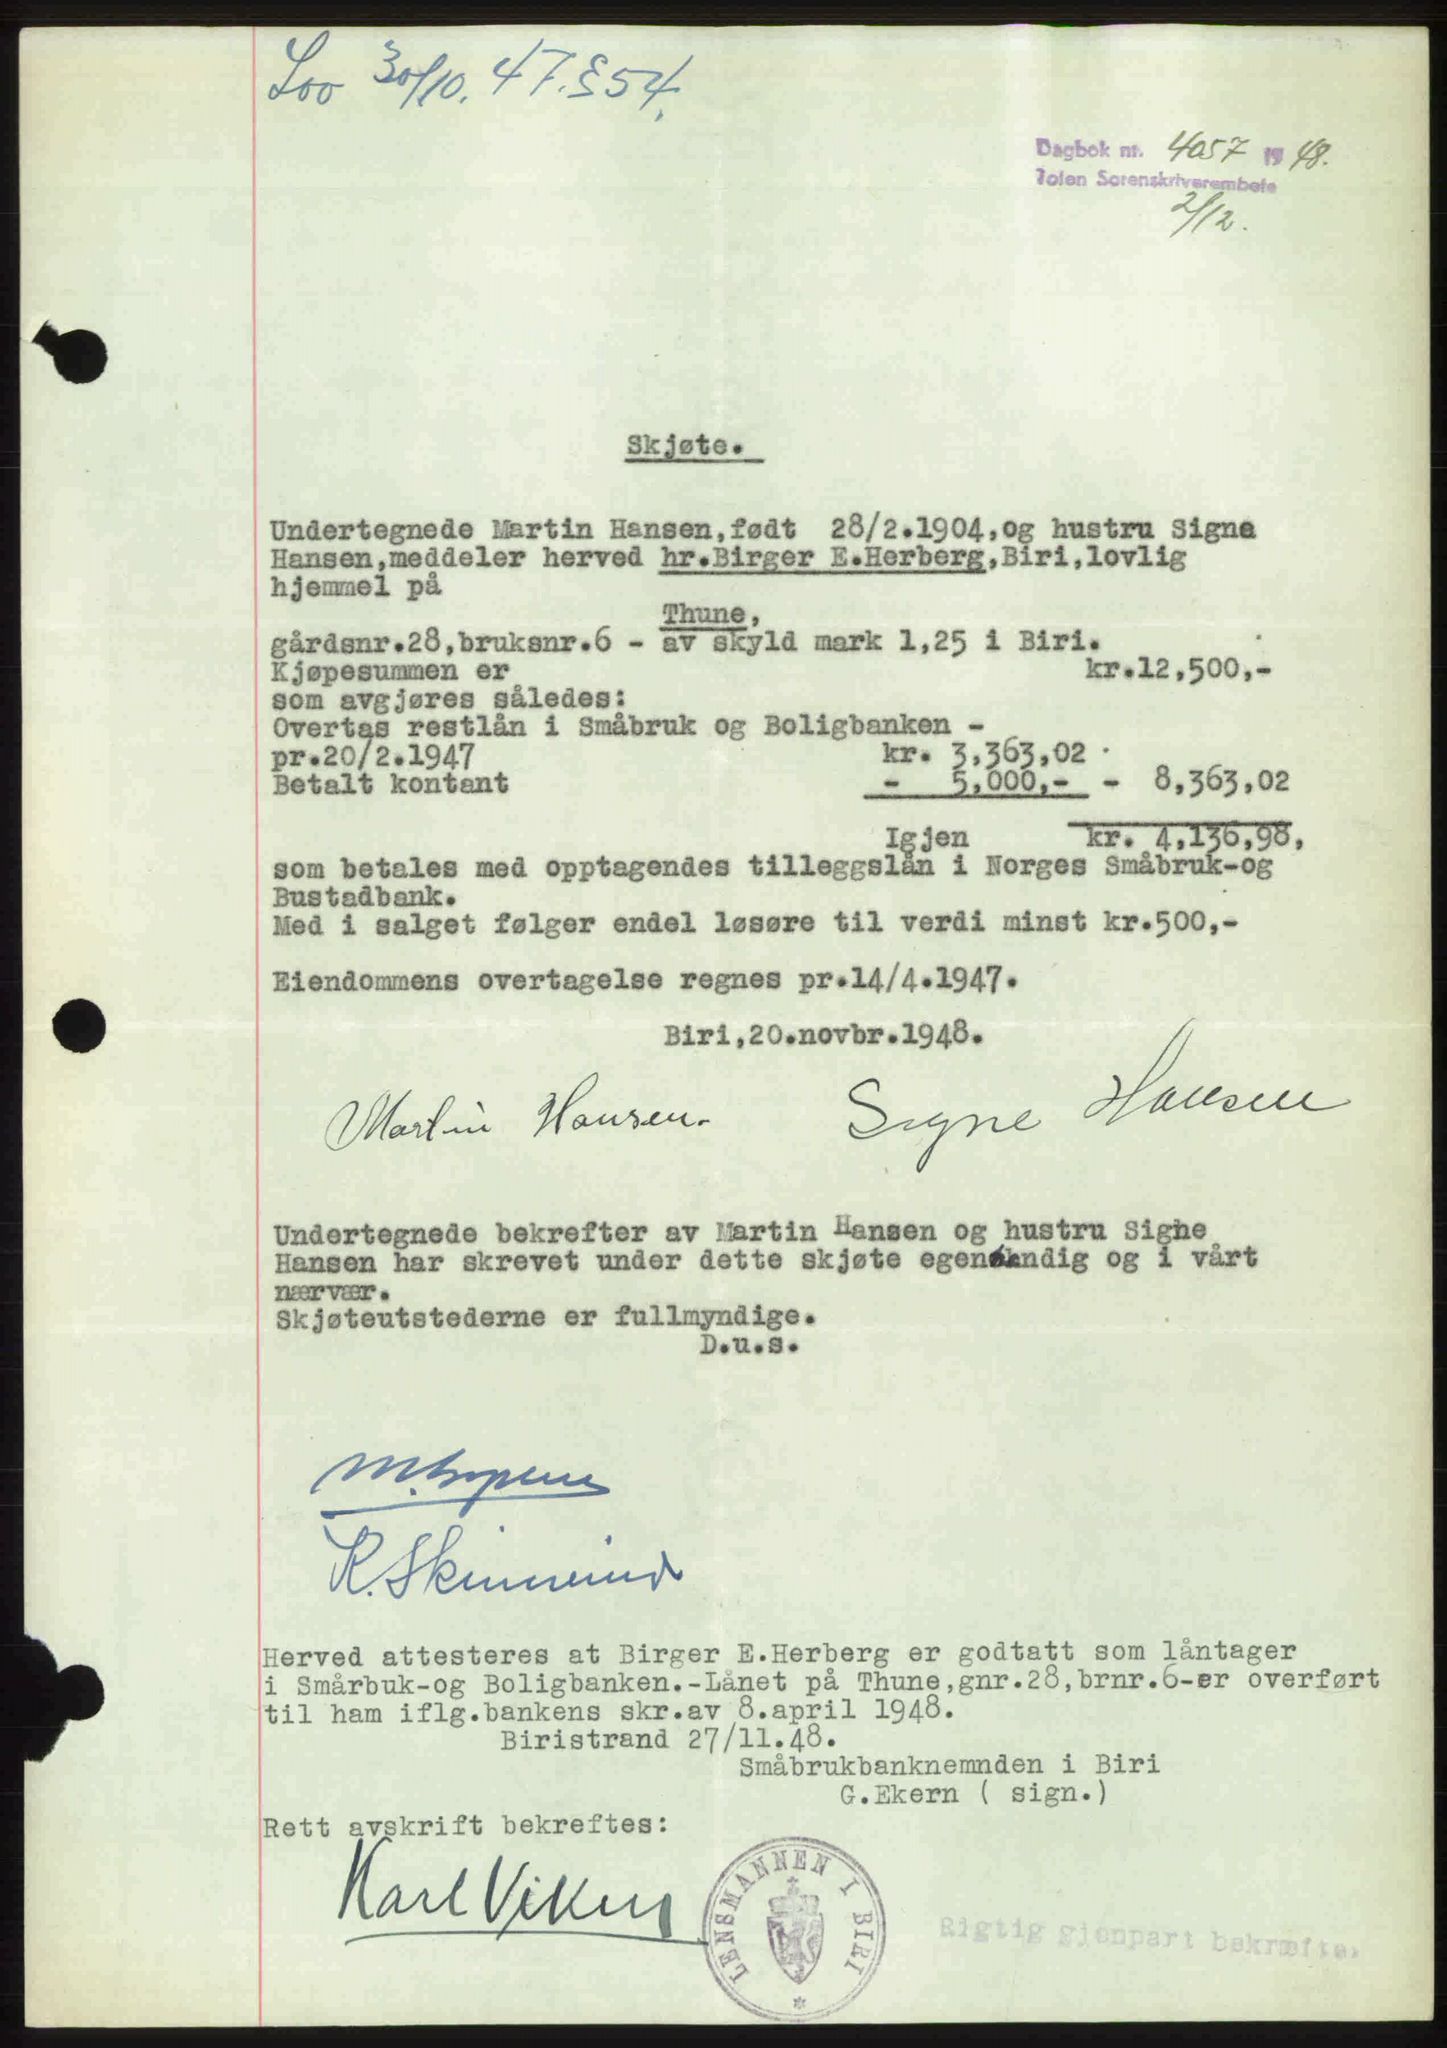 Lov 30/10.47. § 54.
Dagbok nr. 4057 19 48.
Toten Sorenskriverembete
2/12.
Skjøte.
Undertegnede Martin Hansen,født 28/2.1904,og hustru Signe
Hansen,meddeler herved hr.Birger E.Herberg,Biri,lovlig
hjemmel på
Thune,
gårdsnr.28,bruksnr.6 - av skyld mark 1,25 i Biri.
Kjøpesummen er kr.12,500,-
som avgjøres således:
Overtas restlån i Småbruk og Boligbanken -
pr.20/2.1947 kr. 3,363,02
Betalt kontant - 5,000,- - 8,363,02
Igjen kr. 4,136,98,
som betales med opptagendes tilleggslån i Norges Småbruk-og
Bustadbank.
Med i salget følger endel løsøre til verdi minst kr.500,-
Eiendommens overtagelse regnes pr.14/4.1947.
Biri,20.novbr.1948.
Martin Hansen. Signe Hansen
Undertegnede bekrefter av Martin Hansen og hustru Signe
Hansen har skrevet under dette skjøte egenhendig og i vårt
nærvær.
Skjøteutstederne er fullmyndige.
D.u.s.
K. Skinnerud
Herved attesteres at Birger E.Herberg er godtatt som låntager
i Smårbuk-og Boligbanken.-Lånet på Thune,gnr.28,brnr.6-er overført
til ham iflg.bankens skr.av 8.april 1948.
Biristrand 27/11.48.
Småbrukbanknemnden i Biri
G.Ekern ( sign.)
Rett avskrift bekreftes:
Karl Viken
LENSMANNEN I BIRI
Rigtig gjenpart bekræftes